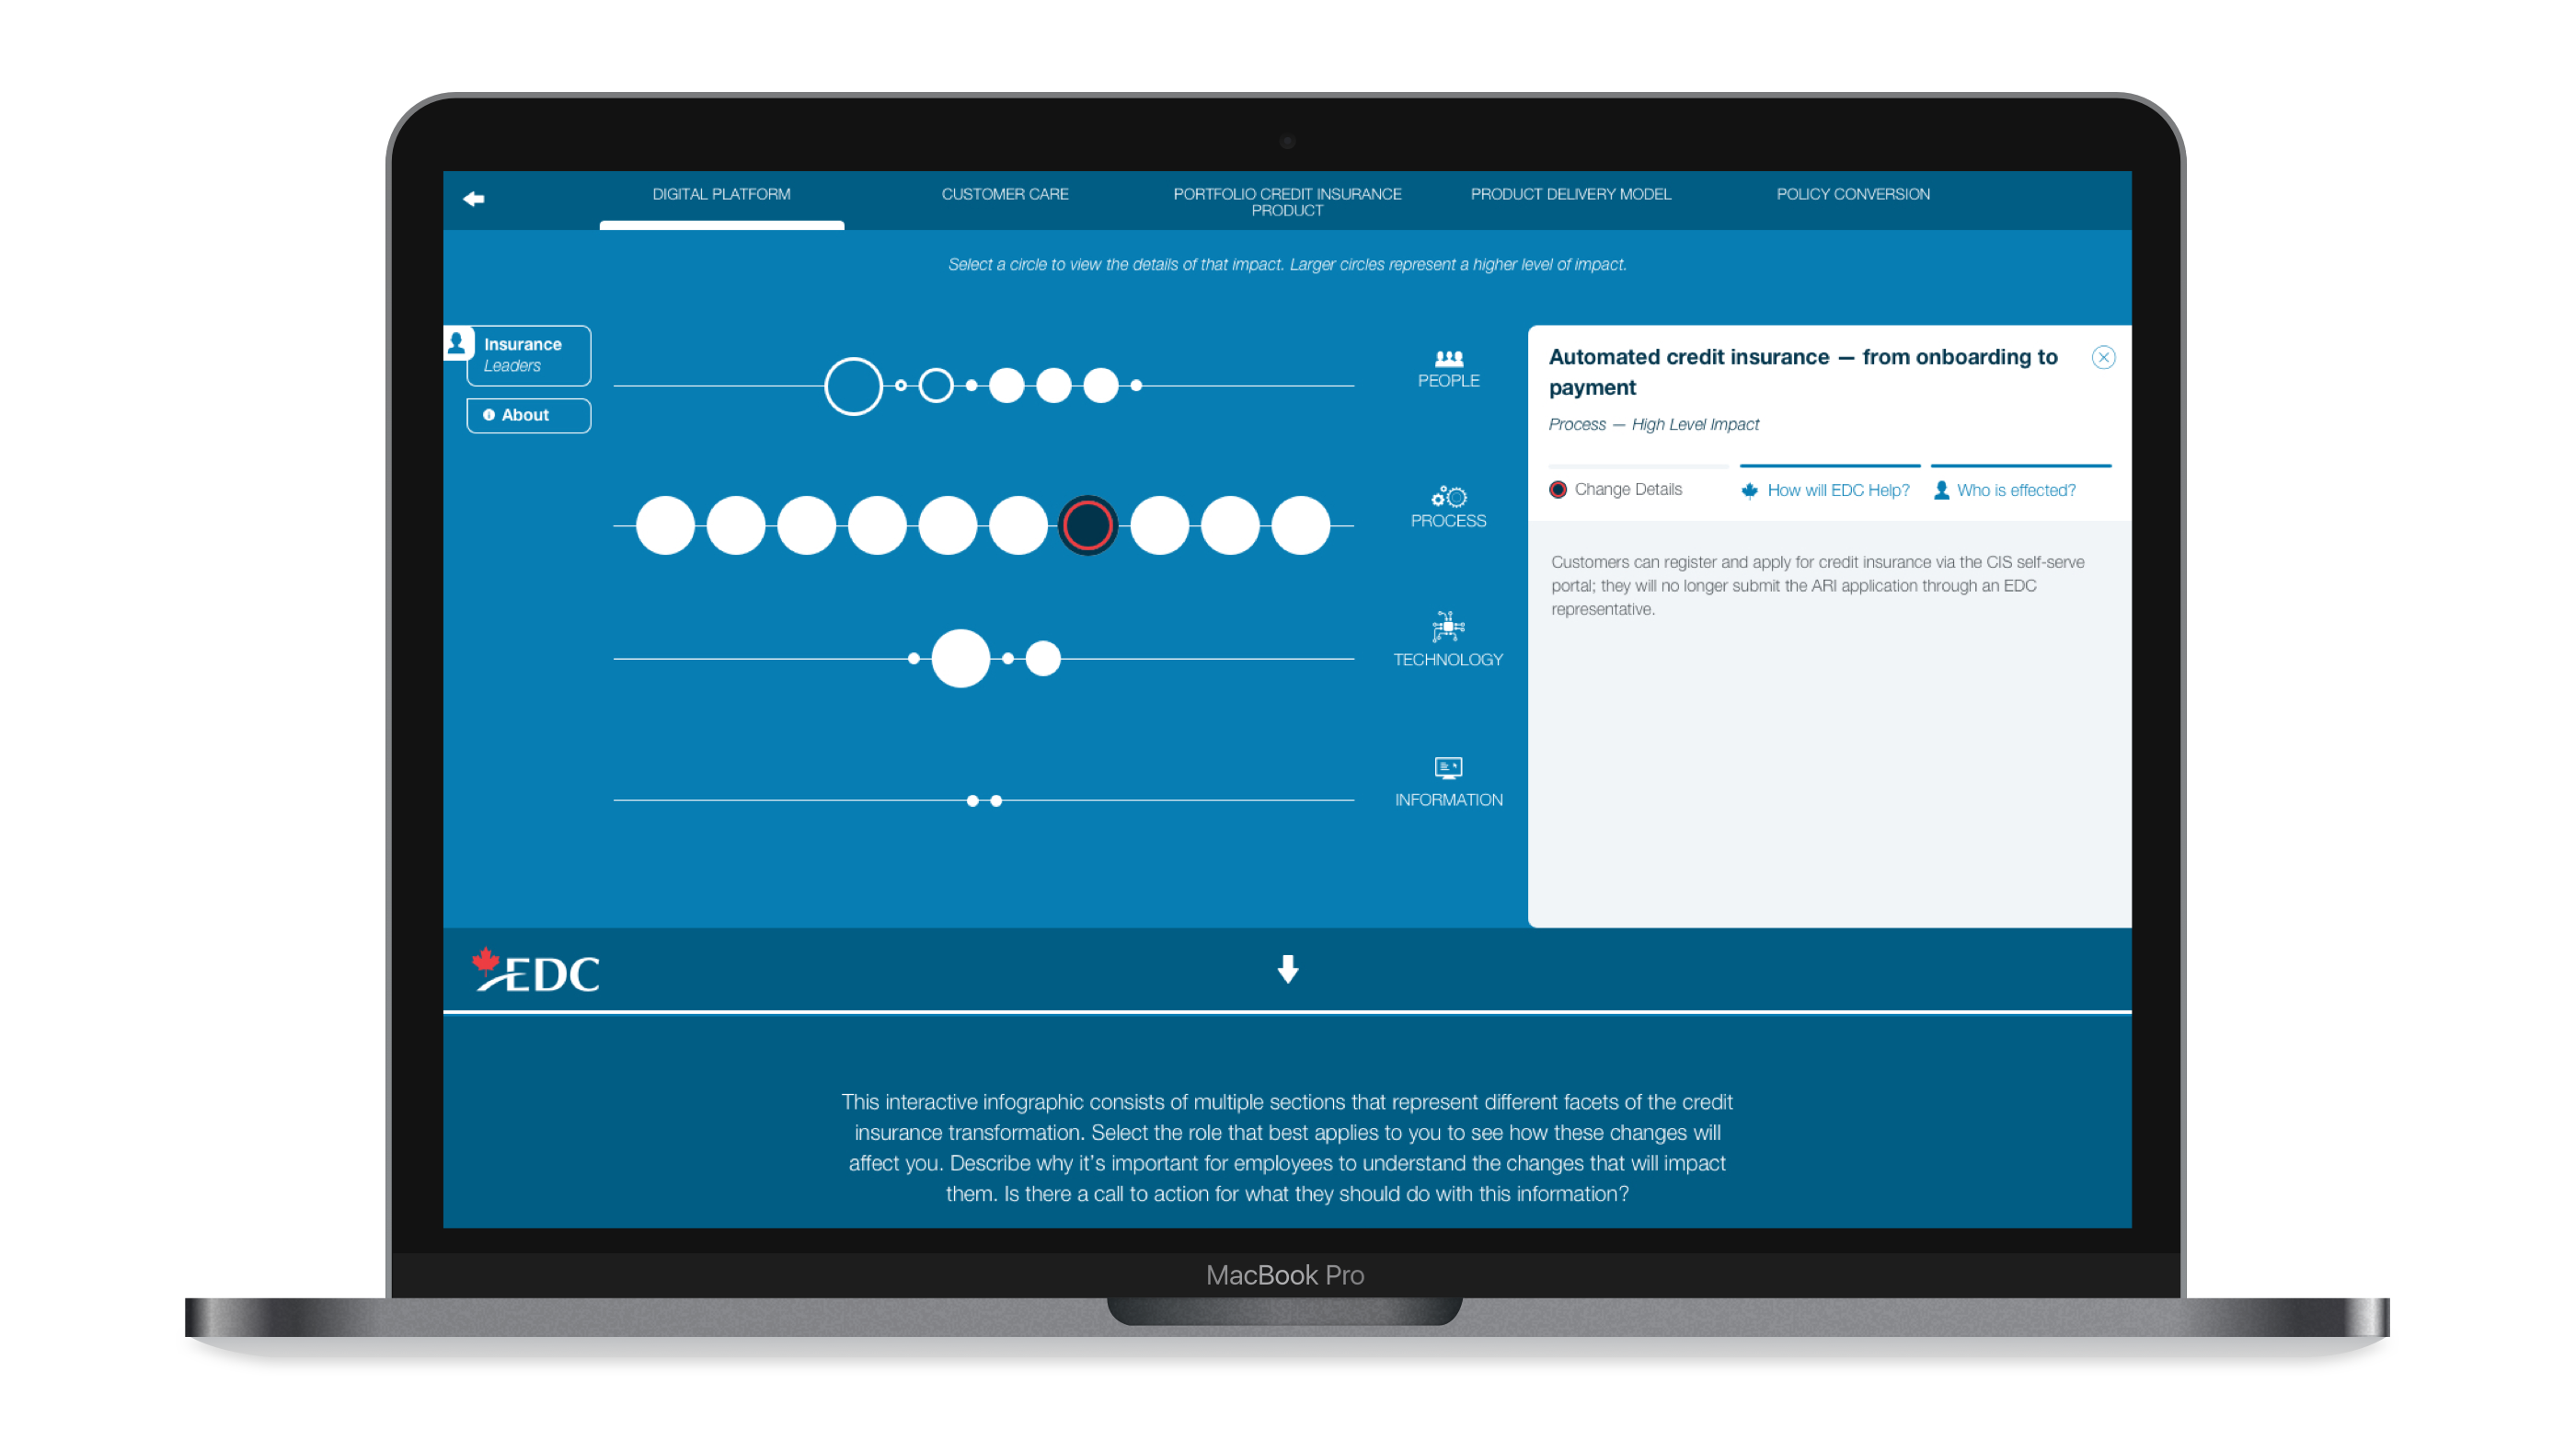 DIGITAL PLATFORM
CUSTOMER CARE
PORTFOLIO CREDIT INSURANCE
PRODUCT
PRODUCT DELIVERY MODEL
POLICY CONVERSION
Select a circle to view the details of that impact. Larger circles represent a higher level of impact.
Insurance
Leaders
About
PEOPLE
PROCESS
TECHNOLOGY
INFORMATION
Automated credit insurance — from onboarding to
payment
Process — High Level Impact
Change Details
How will EDC Help?
Who is effected?
Customers can register and apply for credit insurance via the CIS self-serve
portal; they will no longer submit the ARI application through an EDC
representative.
EDC
This interactive infographic consists of multiple sections that represent different facets of the credit
insurance transformation. Select the role that best applies to you to see how these changes will
affect you. Describe why it's important for employees to understand the changes that will impact
them. Is there a call to action for what they should do with this information?
MacBook Pro